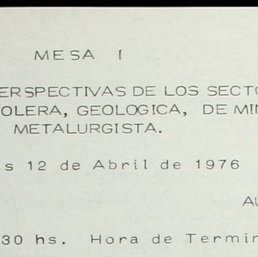 MESA I
ERSPECTIVAS DE LOS SECTO
OLERA, GEOLOGICA, DE MIN
METALURGISTA.
s 12 de Abril de 1976
AU
30 hs. Hora de Termin